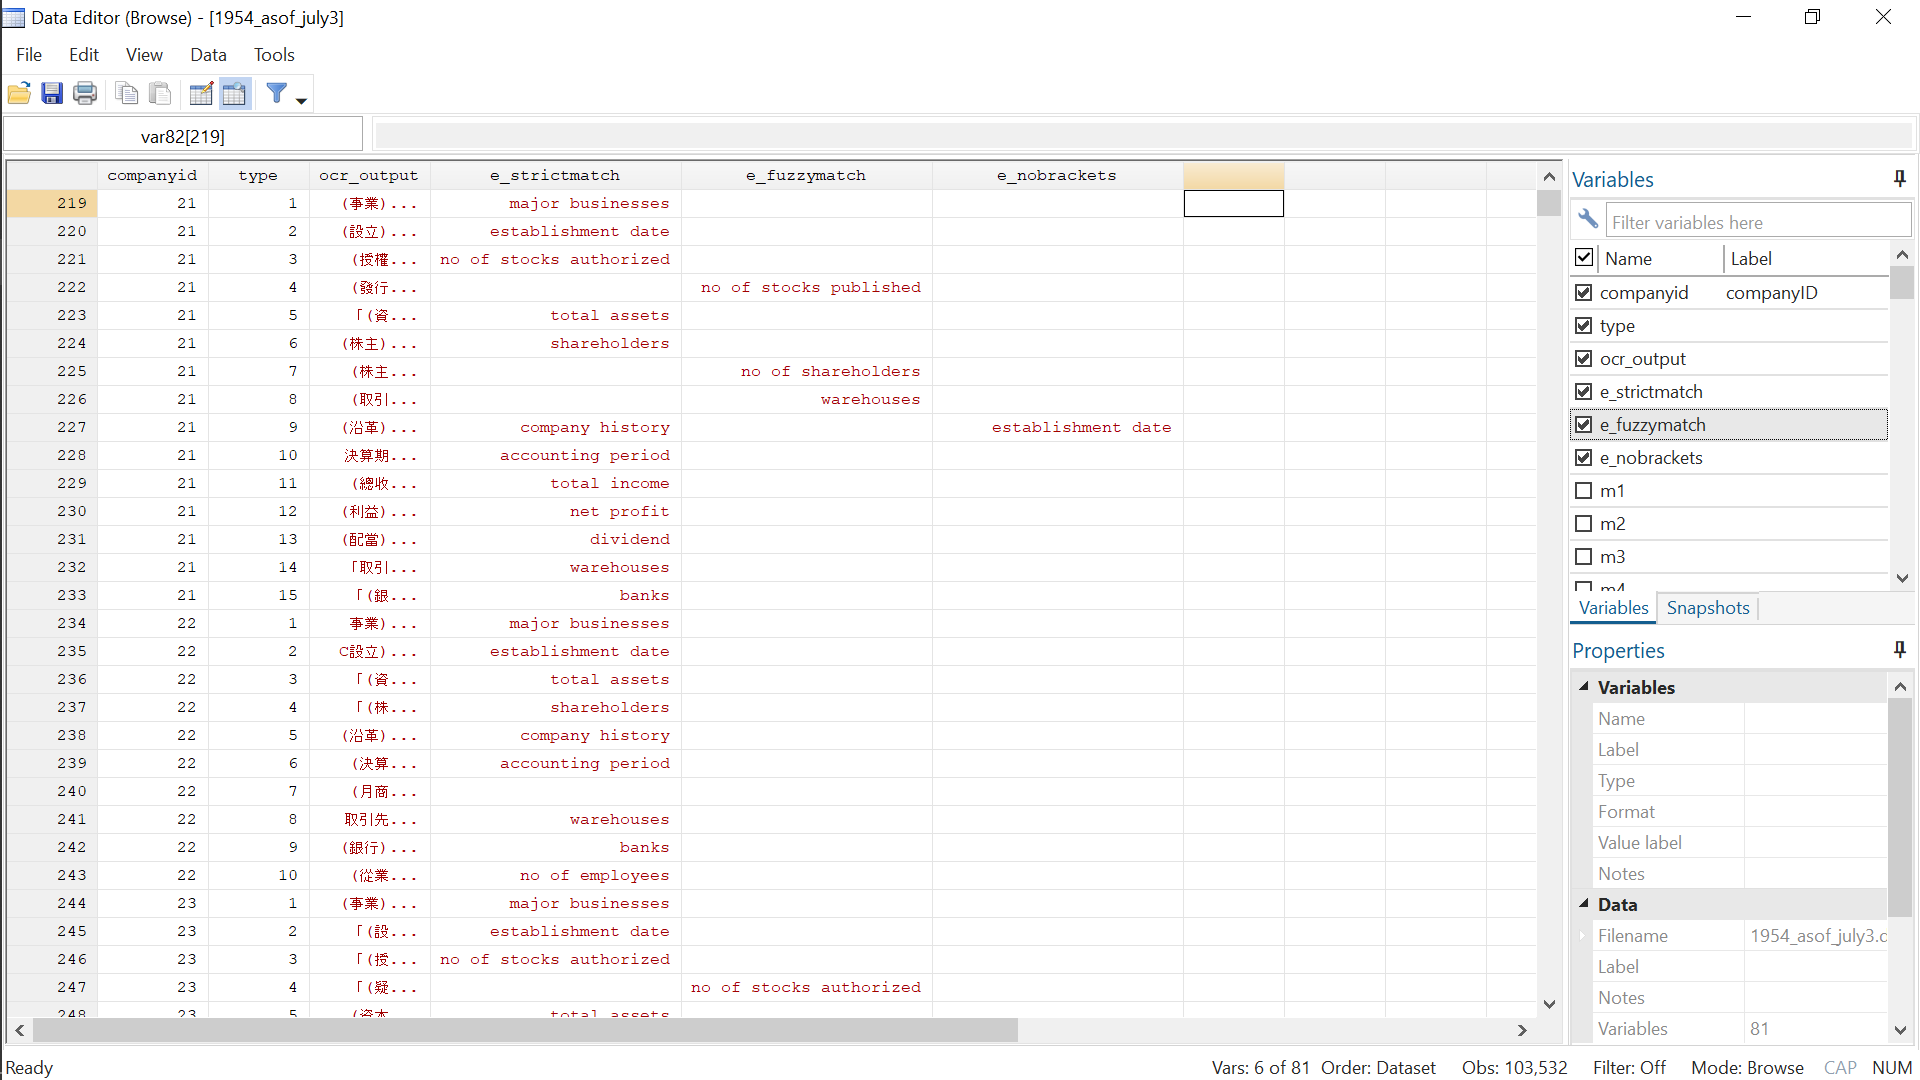 Data Editor (Browse) - [1954_asof_july3]
File Edit View Data Tools
var82[219]
companyid type ocr_output e_strictmatch e_fuzzymatch e_nobrackets
219 21 1 (事業)... major businesses
220 21 2 (設立)... establishment date
221 21 3 (授權... no of stocks authorized
222 21 4 (發行... no of stocks published
223 21 5 「(資... total assets
224 21 6 (株主)... shareholders
225 21 7 (株主... no of shareholders
226 21 8 (取引... warehouses
227 21 9 (沿革)... company history establishment date
228 21 10 決算期... accounting period
229 21 11 (總收... total income
230 21 12 (利益)... net profit
231 21 13 (配當)... dividend
232 21 14 「取引... warehouses
233 21 15 「(銀... banks
234 22 1 事業)... major businesses
235 22 2 C設立)... establishment date
236 22 3 「(資... total assets
237 22 4 「(株... shareholders
238 22 5 (沿革)... company history
239 22 6 (決算... accounting period
240 22 7 (月商...
241 22 8 取引先... warehouses
242 22 9 (銀行)... banks
243 22 10 (從業... no of employees
244 23 1 (事業)... major businesses
245 23 2 「(設... establishment date
246 23 3 「(授... no of stocks authorized
247 23 4 「(疑... no of stocks authorized
248 23 5 (資本 total assets
Variables
Filter variables here
Name Label
companyid companyID
type
ocr_output
e_strictmatch
e_fuzzymatch
e_nobrackets
m1
m2
m3
m4
Variables Snapshots
Properties
Variables
Name
Label
Type
Format
Value label
Notes
Data
Filename 1954_asof_july3.d
Label
Notes
Variables 81
Ready Vars: 6 of 81 Order: Dataset Obs: 103,532 Filter: Off Mode: Browse CAP NUM